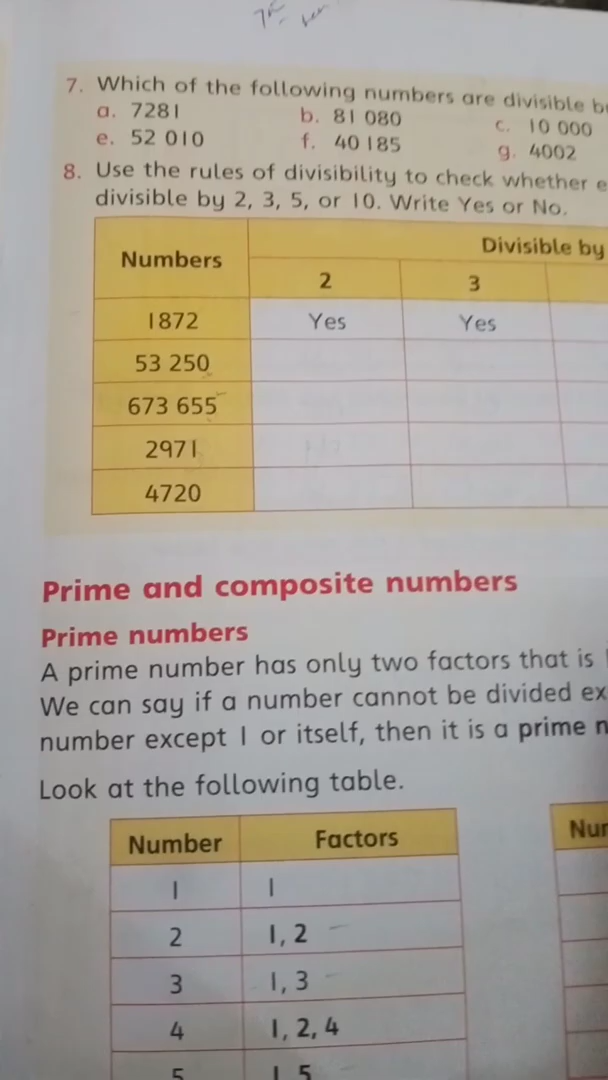 7. Which of the following numbers are divisible b
a. 7281 b. 81 080 c. 10 000
e. 52 010 f. 40 185 g. 4002
8. Use the rules of divisibility to check whether e
divisible by 2, 3, 5, or 10. Write Yes or No.
Numbers Divisible by
2 3
1872 Yes Yes
53 250
673 655
2971
4720
Prime and composite numbers
Prime numbers
A prime number has only two factors that is
We can say if a number cannot be divided ex
number except 1 or itself, then it is a prime n
Look at the following table.
Number Factors Nu
1 1
2 1, 2
3 1, 3
4 1, 2, 4
5 1 5